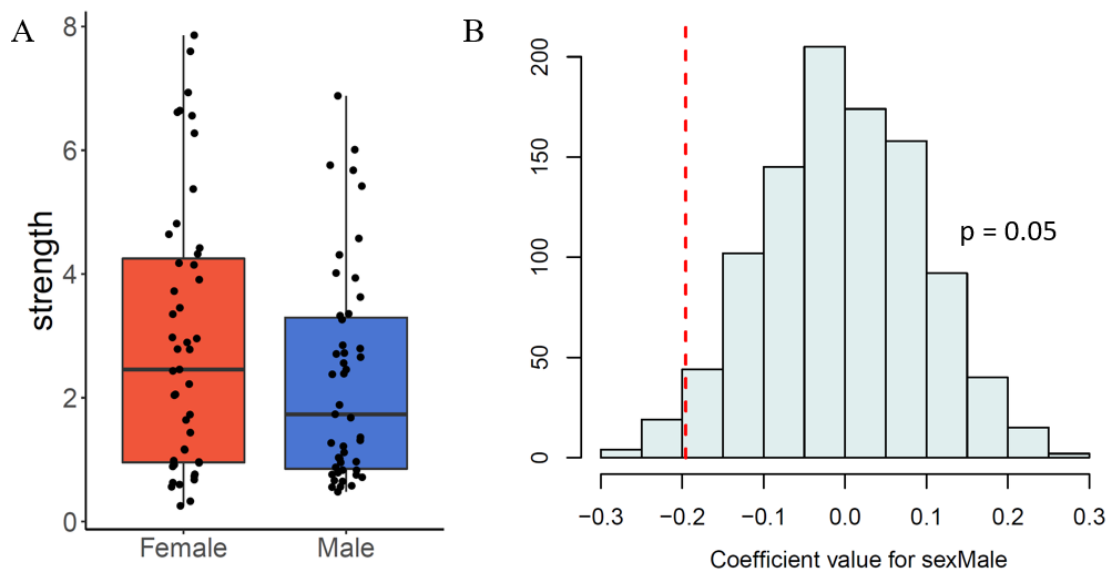 A
strength
8
6
4
2
0
Female Male
B
200
150
100
50
0
p = 0.05
−0.3 −0.2 −0.1 0.0 0.1 0.2 0.3
Coefficient value for sexMale